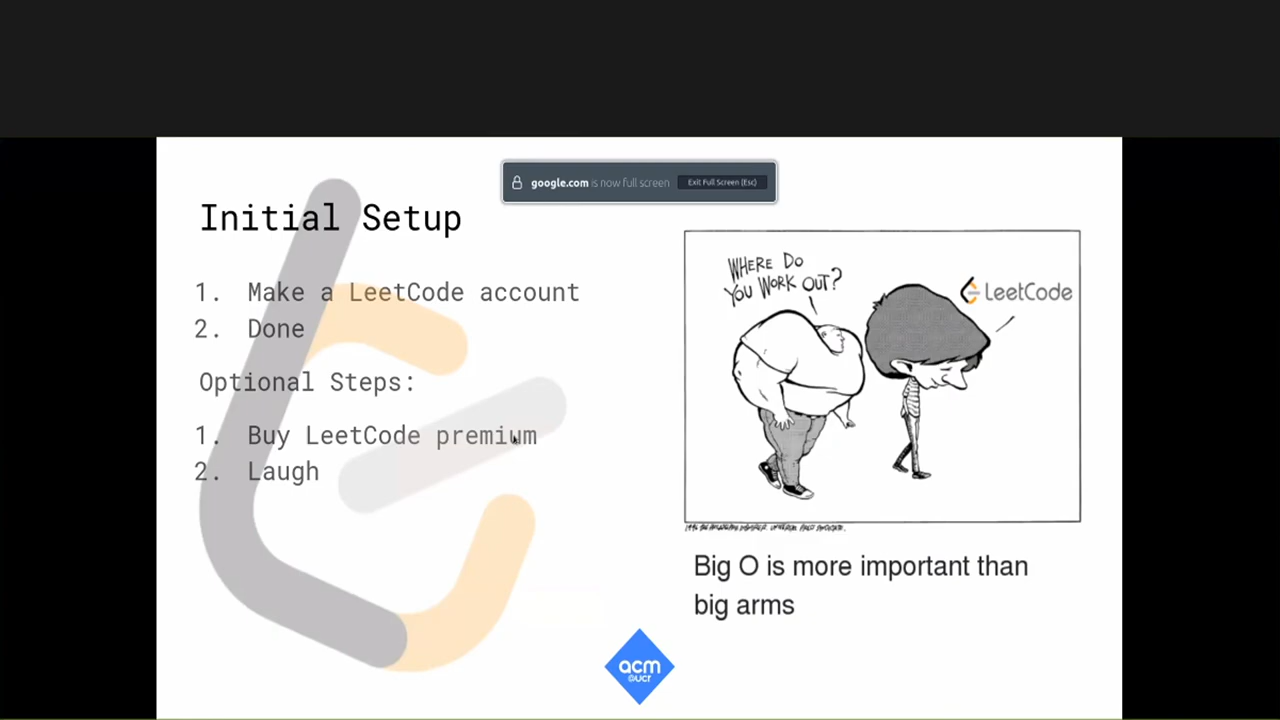 google.com is now full screen Exit Full Screen (Esc)
Initial Setup
1. Make a LeetCode account
2. Done
Optional Steps:
1. Buy LeetCode premium
2. Laugh
WHERE DO
YOU WORK OUT?
LeetCode
Big O is more important than
big arms
acm
@UCR